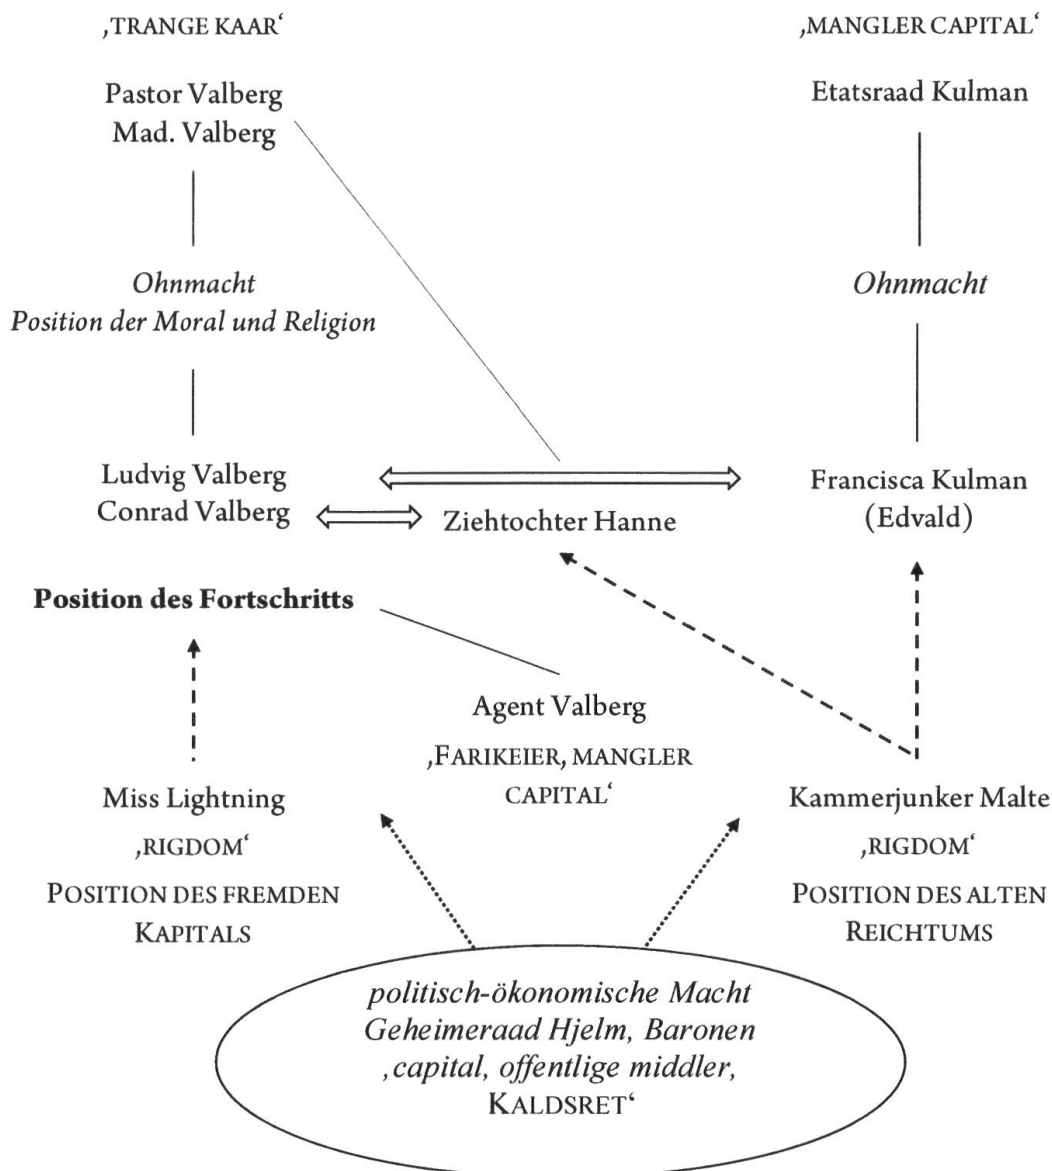 ‚TRANGE KAAR‘
Pastor Valberg
Mad. Valberg
Ohnmacht
Position der Moral und Religion
Ludvig Valberg
Conrad Valberg
‚MANGLER CAPITAL‘
Etatsraad Kulman
Ohnmacht
Francisca Kulman
(Edvald)
Ziehtochter Hanne
Position des Fortschritts
Agent Valberg
‚FARIKEIER, MANGLER
CAPITAL‘
Miss Lightning
‚RIGDOM‘
POSITION DES FREMDEN
KAPITALS
Kammerjunker Malte
‚RIGDOM‘
POSITION DES ALTEN
REICHTUMS
politisch-ökonomische Macht
Geheimeraad Hjelm, Baronen
‚capital, offentlige middler,
KALDSRET‘